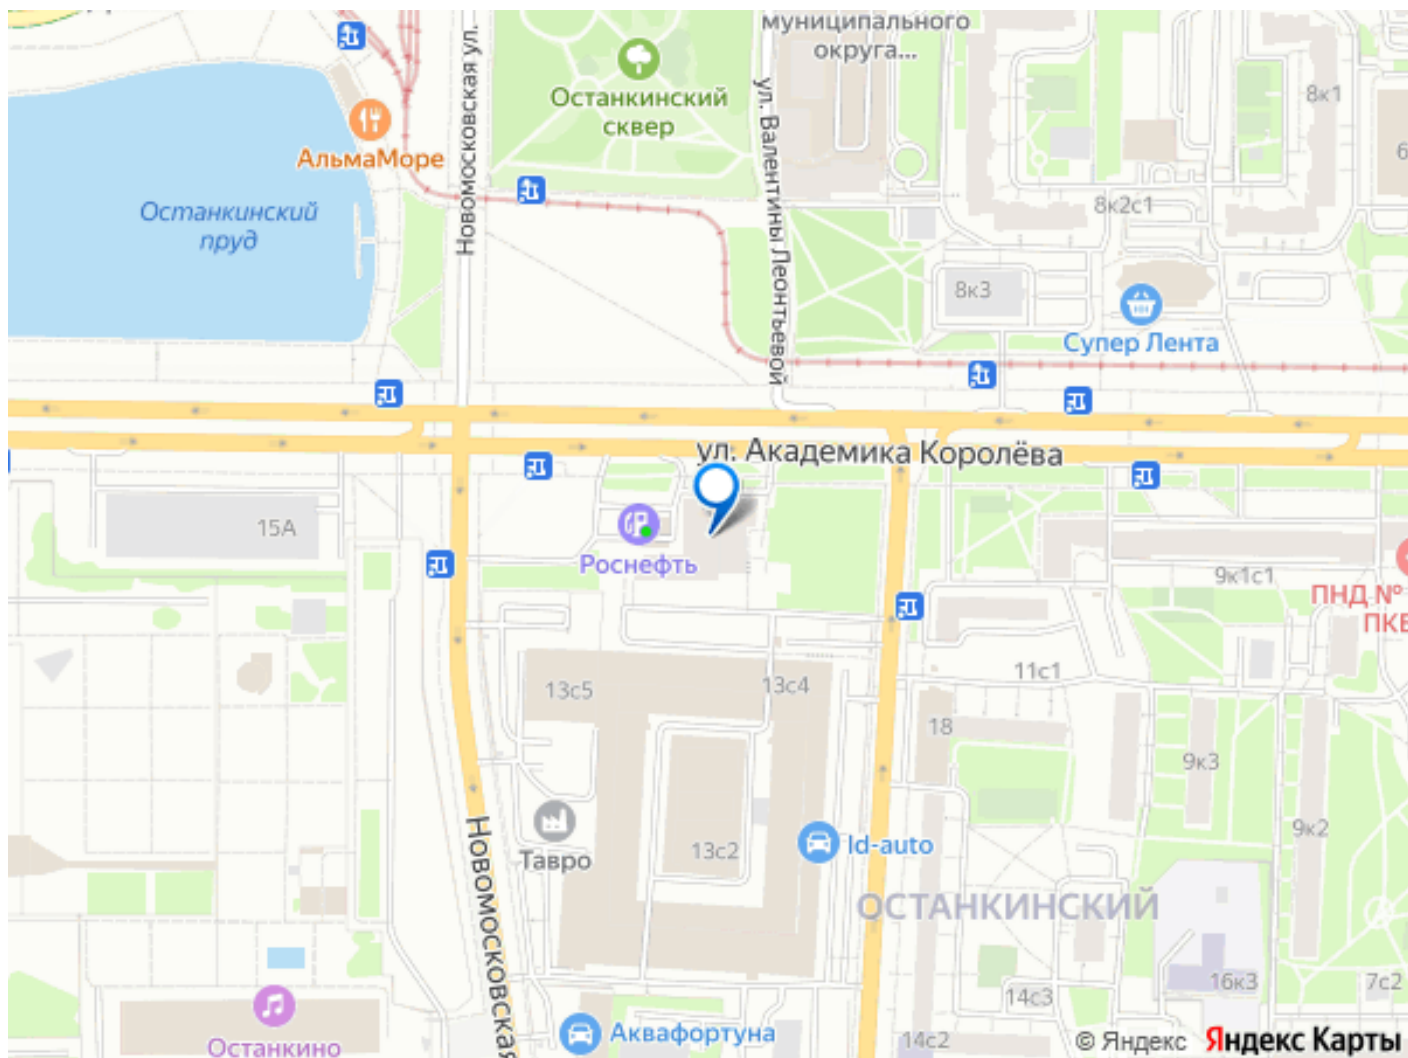 муниципального
округа...
Новомосковская ул.
Останкинский
сквер
ул. Валентины Леонтьевой
8к1
АльмаМоре
Останкинский
пруд
8к2с1
8к3
Супер Лента
ул. Академика Королёва
15А
Роснефть
9к1с1
ПНД №
11с1
13с5
13с4
18
9к3
9к2
13с2
Id-auto
Тавро
Новомосковская
ОСТАНКИНСКИЙ
16к3
7с2
14с3
14с2
Аквафортуна
Останкино
© Яндекс Яндекс Карты